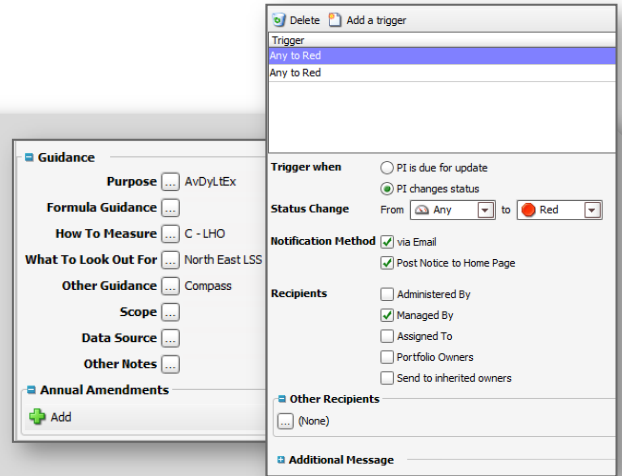 Delete Add a trigger
Trigger
Any to Red
Any to Red
Trigger when PI is due for update
PI changes status
Status Change From Any to Red
Notification Method via Email
Post Notice to Home Page
Recipients Administered By
Managed By
Assigned To
Portfolio Owners
Send to inherited owners
Other Recipients
... (None)
Additional Message
Guidance
Purpose ... AvDyLtEx
Formula Guidance ...
How To Measure ... C - LHO
What To Look Out For ... North East LSS
Other Guidance ... Compass
Scope ...
Data Source ...
Other Notes ...
Annual Amendments
Add